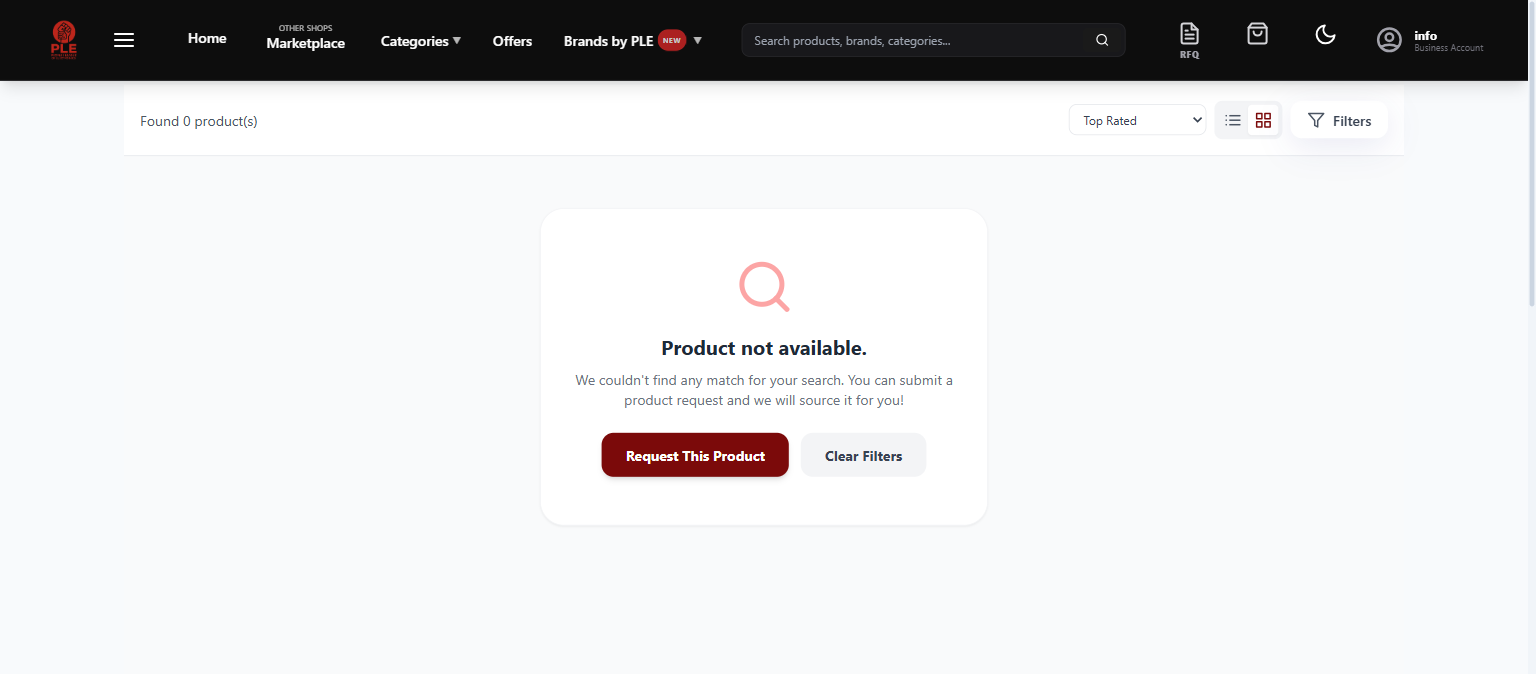 PLE
Home
OTHER SHOPS
Marketplace
Categories
Offers
Brands by PLE NEW
Search products, brands, categories...
RFQ
info
Business Account
Found 0 product(s)
Top Rated
Filters
Product not available.
We couldn't find any match for your search. You can submit a
product request and we will source it for you!
Request This Product
Clear Filters